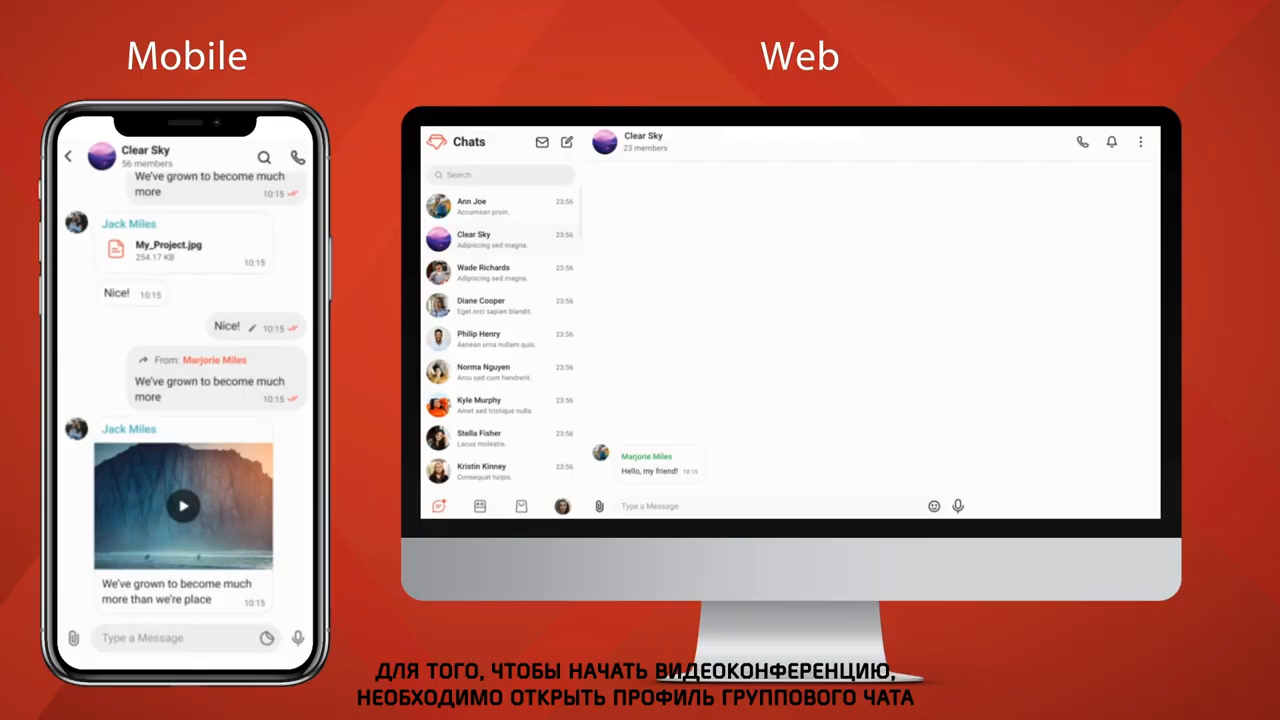 Mobile
Web
Clear Sky
56 members
We've grown to become much
more
10:15
Jack Miles
My_Project.jpg
254.17 KB
10:15
Nice! 10:15
Nice! 10:15
From: Marjorie Miles
We've grown to become much
more
10:15
Jack Miles
We've grown to become much
more than we're place
10:15
Type a Message
Chats
Search
Ann Joe 23:56
Accumsan proin.
Clear Sky 23:56
Adipiscing sed magna.
Wade Richards 23:56
Adipiscing sed magna.
Diane Cooper 23:56
Eget orci sapien blandit.
Philip Henry 23:56
Aenean urna nullam quis.
Norma Nguyen 23:56
Arcu sed cum hendrerit.
Kyle Murphy 23:56
Amet sed tristique nulla.
Stella Fisher 23:56
Lacus molestie.
Kristin Kinney 23:56
Consequat turpis.
Clear Sky
23 members
Marjorie Miles
Hello, my friend! 10:15
Type a Message
ДЛЯ ТОГО, ЧТОБЫ НАЧАТЬ ВИДЕОКОНФЕРЕНЦИЮ,
НЕОБХОДИМО ОТКРЫТЬ ПРОФИЛЬ ГРУППОВОГО ЧАТА